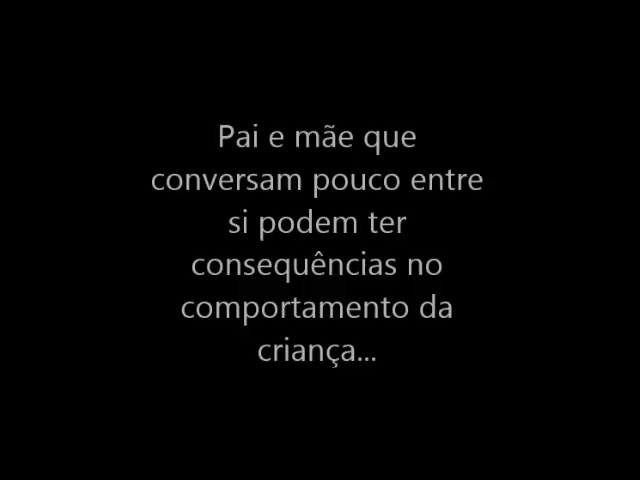 Pai e mãe que
conversam pouco entre
si podem ter
consequências no
comportamento da
criança...